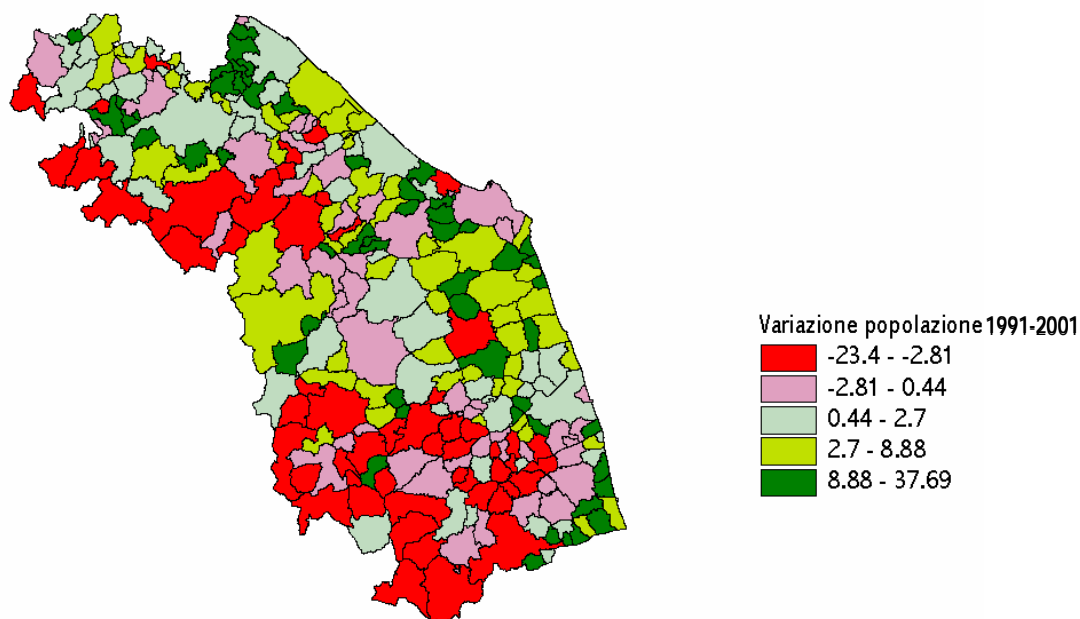 Variazione popolazione 1991-2001
-23.4 - -2.81
-2.81 - 0.44
0.44 - 2.7
2.7 - 8.88
8.88 - 37.69